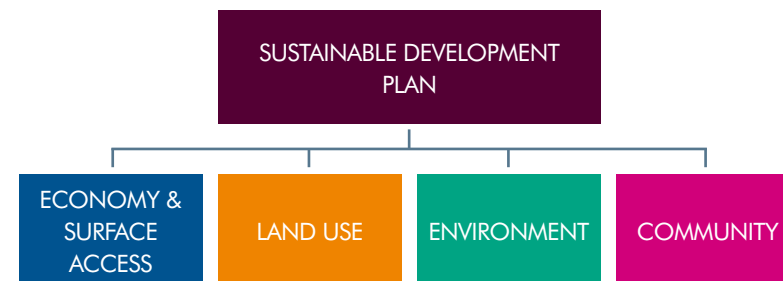 SUSTAINABLE DEVELOPMENT
PLAN
ECONOMY &
SURFACE
ACCESS
LAND USE
ENVIRONMENT
COMMUNITY